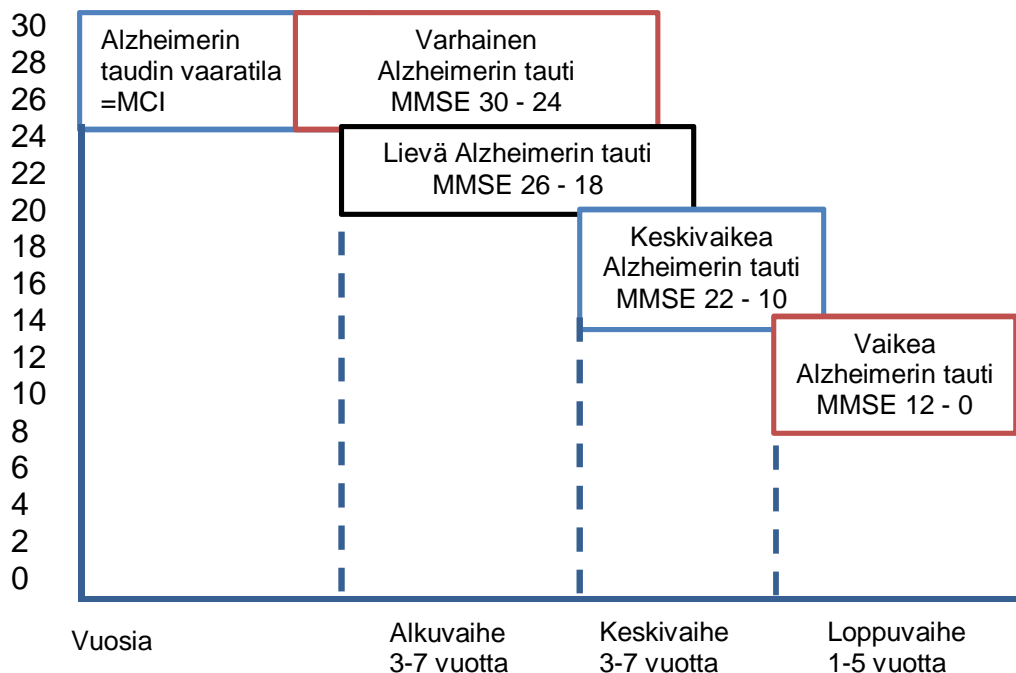 30
28
26
24
22
20
18
16
14
12
10
8
6
4
2
0
Alzheimerin
taudin vaaratila
=MCI
Varhainen
Alzheimerin tauti
MMSE 30 - 24
Lievä Alzheimerin tauti
MMSE 26 - 18
Keskivaikea
Alzheimerin tauti
MMSE 22 - 10
Vaikea
Alzheimerin tauti
MMSE 12 - 0
Vuosia
Alkuvaihe
3-7 vuotta
Keskivaihe
3-7 vuotta
Loppuvaihe
1-5 vuotta